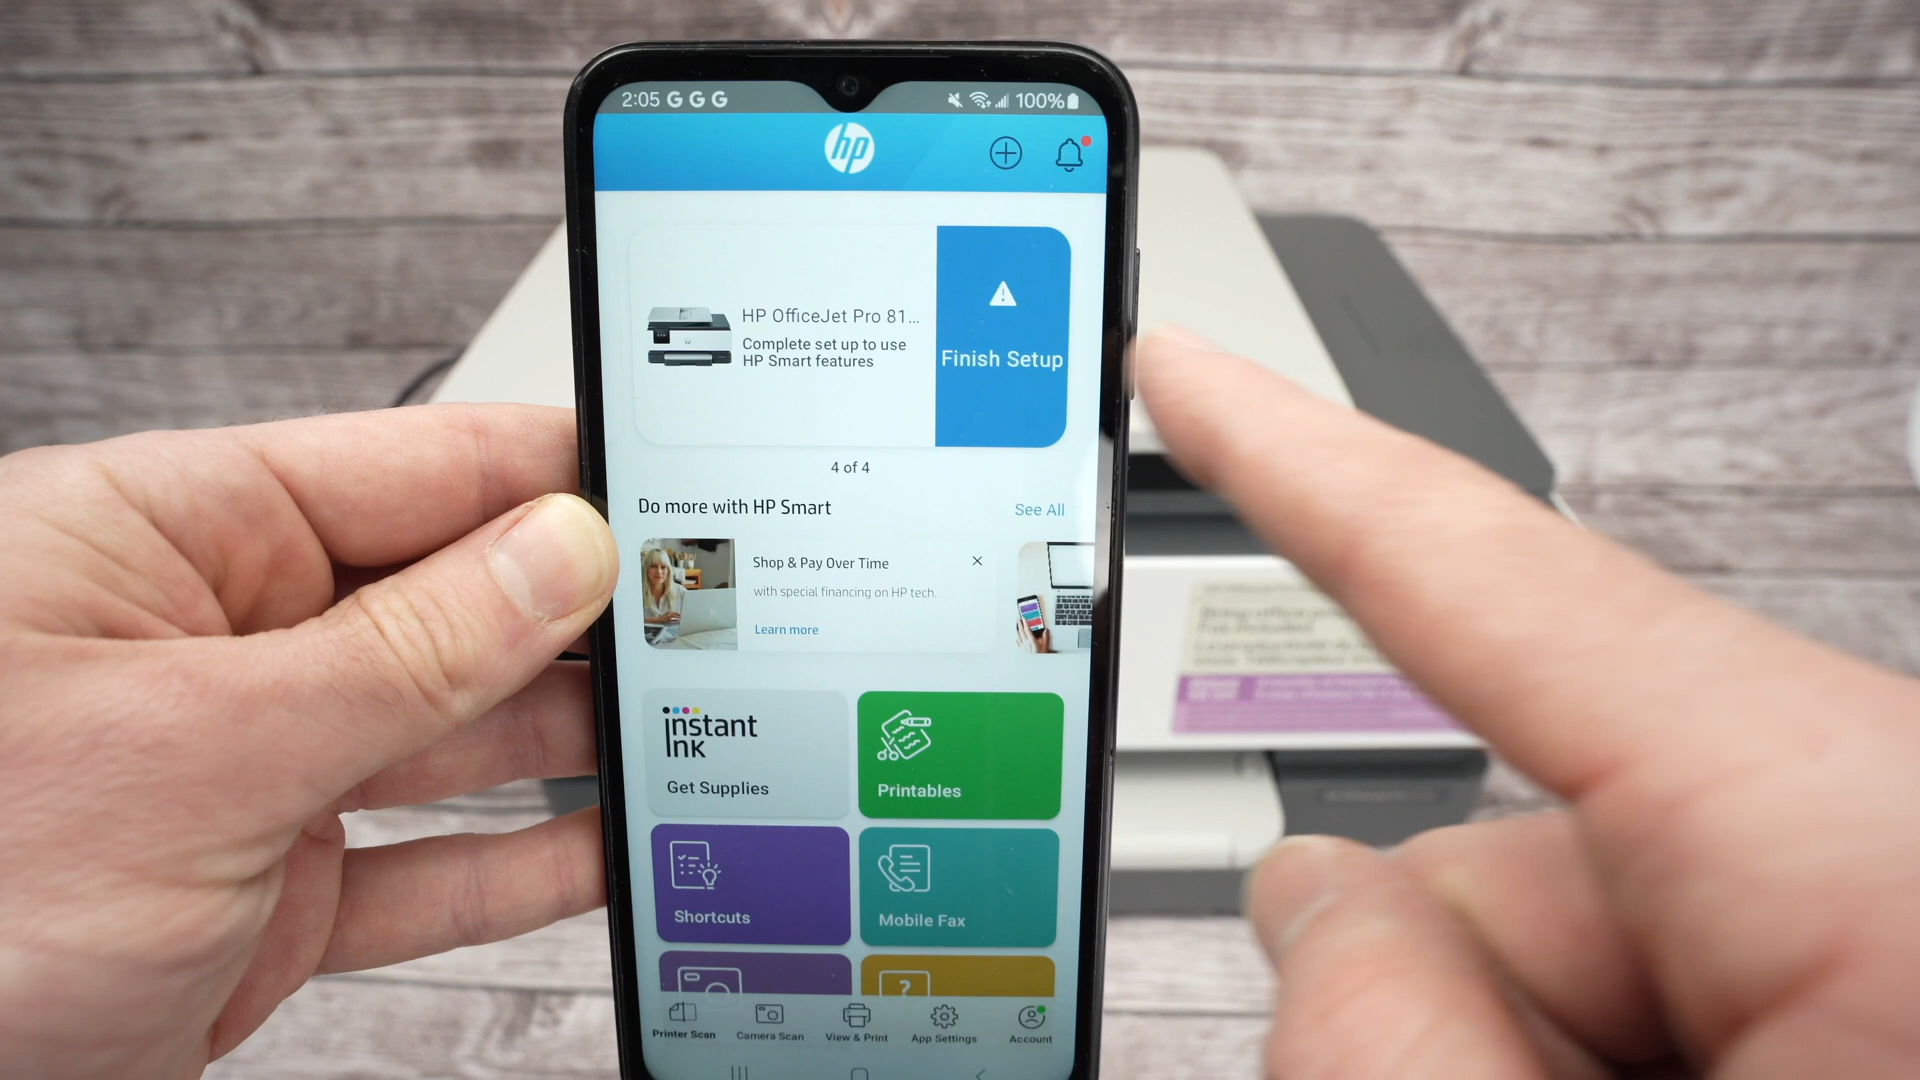 2:05 G G G 100%
hp
HP OfficeJet Pro 81...
Complete set up to use
HP Smart features
Finish Setup
4 of 4
Do more with HP Smart
See All
Shop & Pay Over Time
with special financing on HP tech.
Learn more
instant
ink
Get Supplies
Printables
Shortcuts
Mobile Fax
?
Printer Scan
Camera Scan
View & Print
App Settings
Account